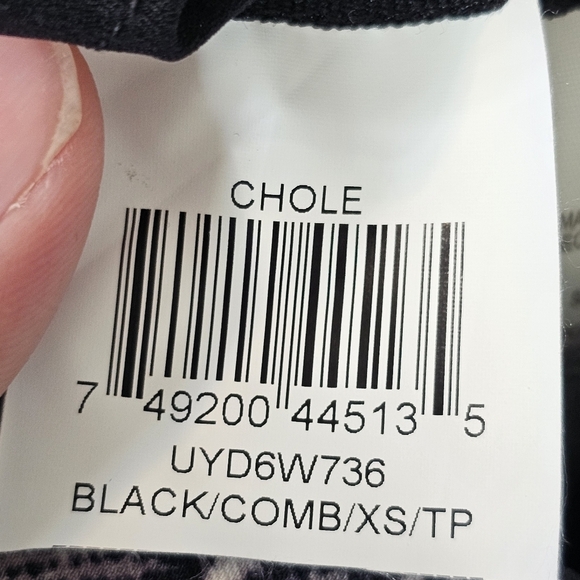 CHOLE
7 49200 44513 5
UYD6W736
BLACK/COMB/XS/TP